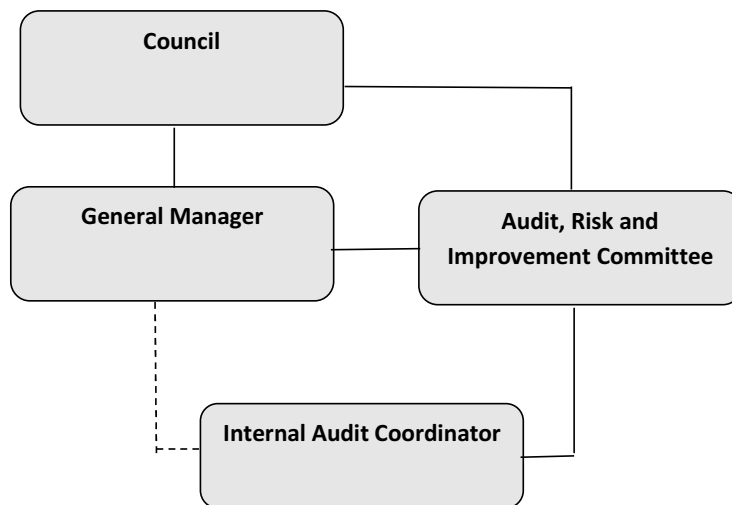 Council
General Manager
Audit, Risk and
Improvement Committee
Internal Audit Coordinator